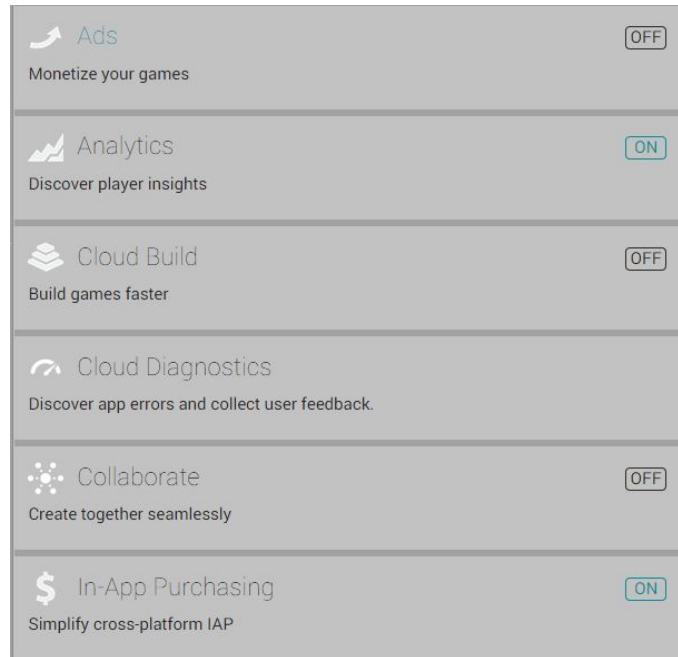 Ads OFF
Monetize your games
Analytics ON
Discover player insights
Cloud Build OFF
Build games faster
Cloud Diagnostics
Discover app errors and collect user feedback.
Collaborate OFF
Create together seamlessly
In-App Purchasing ON
Simplify cross-platform IAP